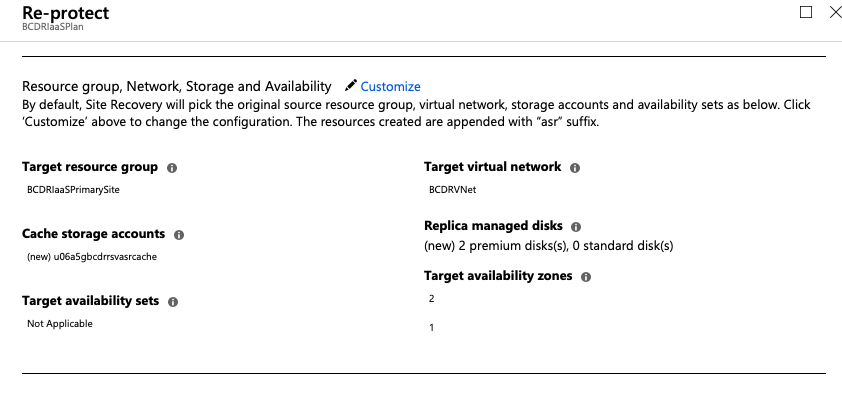 Re-protect
BCDRIaaSPlan
Resource group, Network, Storage and Availability Customize
By default, Site Recovery will pick the original source resource group, virtual network, storage accounts and availability sets as below. Click
‘Customize’ above to change the configuration. The resources created are appended with “asr” suffix.
Target resource group
BCDRIaaSPrimarySite
Target virtual network
BCDRVNet
Cache storage accounts
(new) u06a5gbcdrrsvasrcache
Replica managed disks
(new) 2 premium disks(s), 0 standard disk(s)
Target availability sets
Not Applicable
Target availability zones
2
1